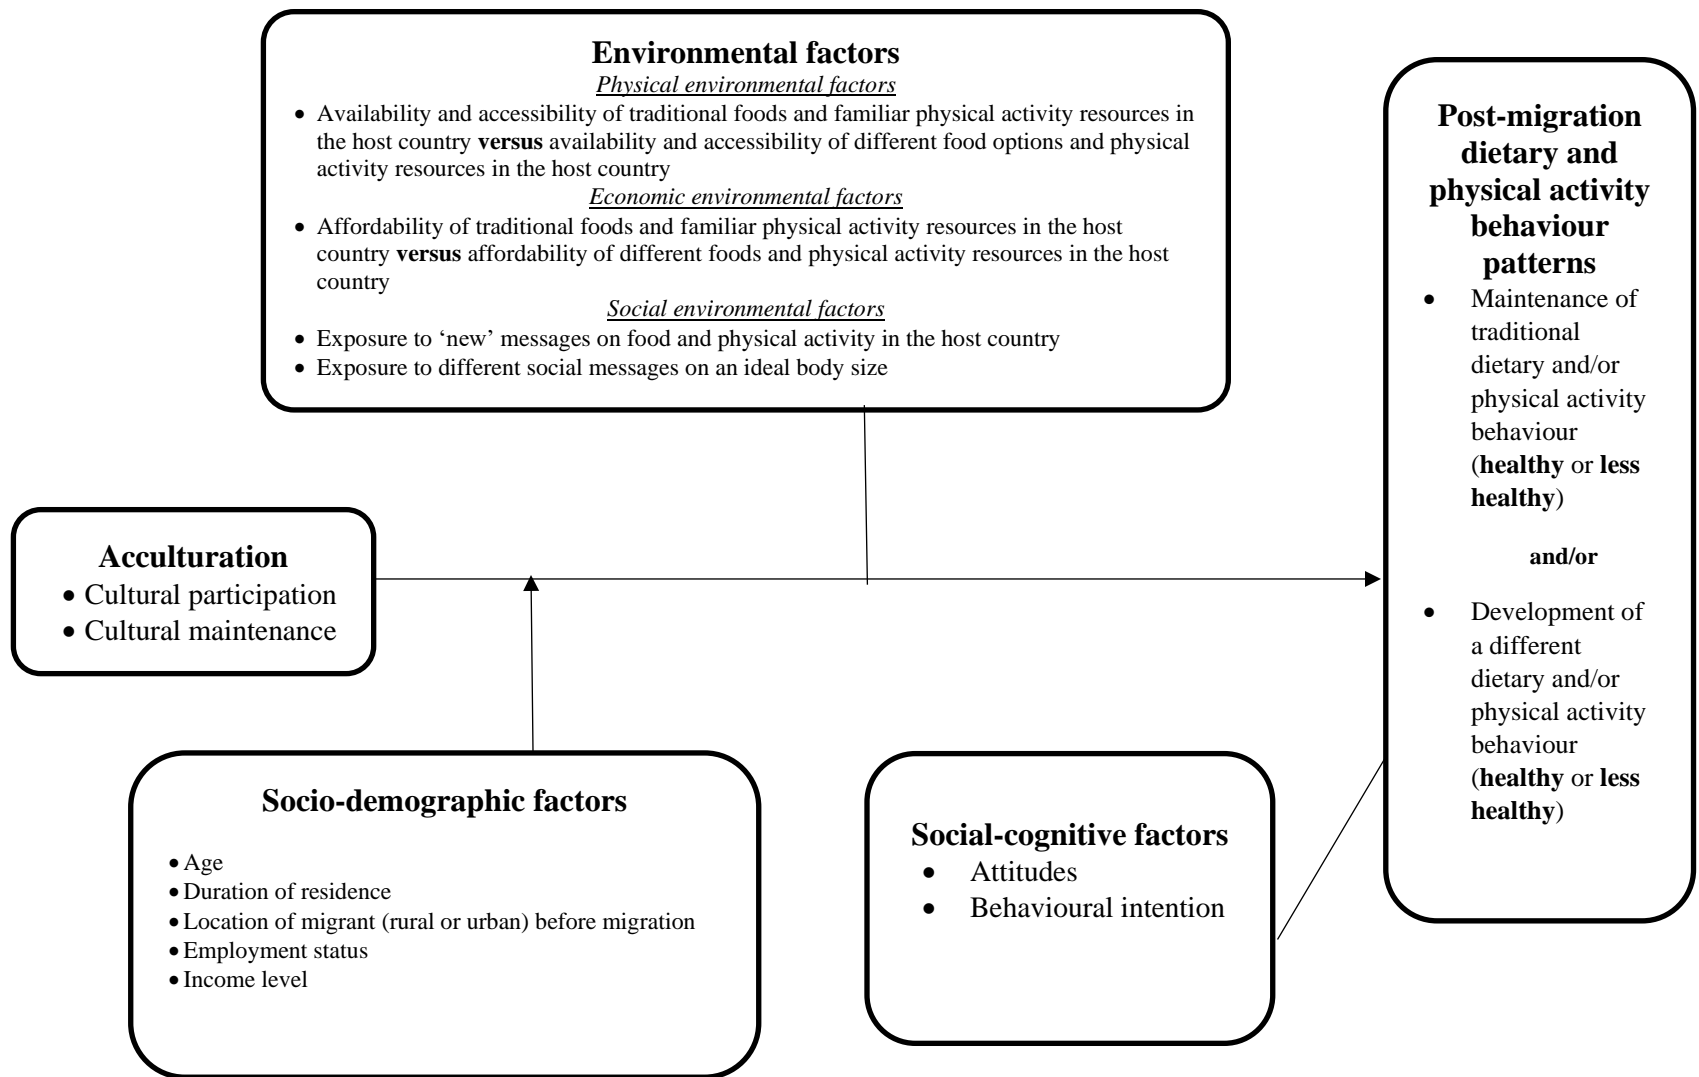 Environmental factors
Physical environmental factors
• Availability and accessibility of traditional foods and familiar physical activity resources in
the host country versus availability and accessibility of different food options and physical
activity resources in the host country
Economic environmental factors
• Affordability of traditional foods and familiar physical activity resources in the host
country versus affordability of different foods and physical activity resources in the host
country
Social environmental factors
• Exposure to ‘new’ messages on food and physical activity in the host country
• Exposure to different social messages on an ideal body size
Acculturation
• Cultural participation
• Cultural maintenance
Socio-demographic factors
• Age
• Duration of residence
• Location of migrant (rural or urban) before migration
• Employment status
• Income level
Social-cognitive factors
• Attitudes
• Behavioural intention
Post-migration
dietary and
physical activity
behaviour
patterns
• Maintenance of
traditional
dietary and/or
physical activity
behaviour
(healthy or less
healthy)
and/or
• Development of
a different
dietary and/or
physical activity
behaviour
(healthy or less
healthy)